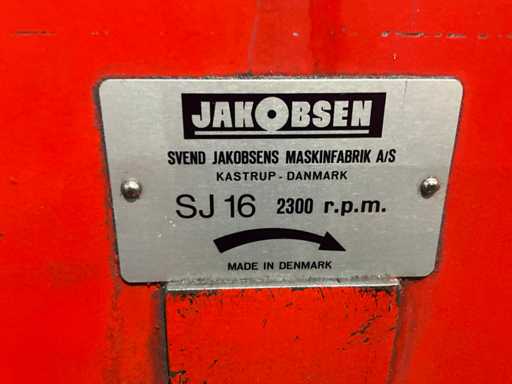 JAKOBSEN
SVEND JAKOBSENS MASKINFABRIK A/S
KASTRUP - DANMARK
SJ 16 2300 r.p.m.
MADE IN DENMARK